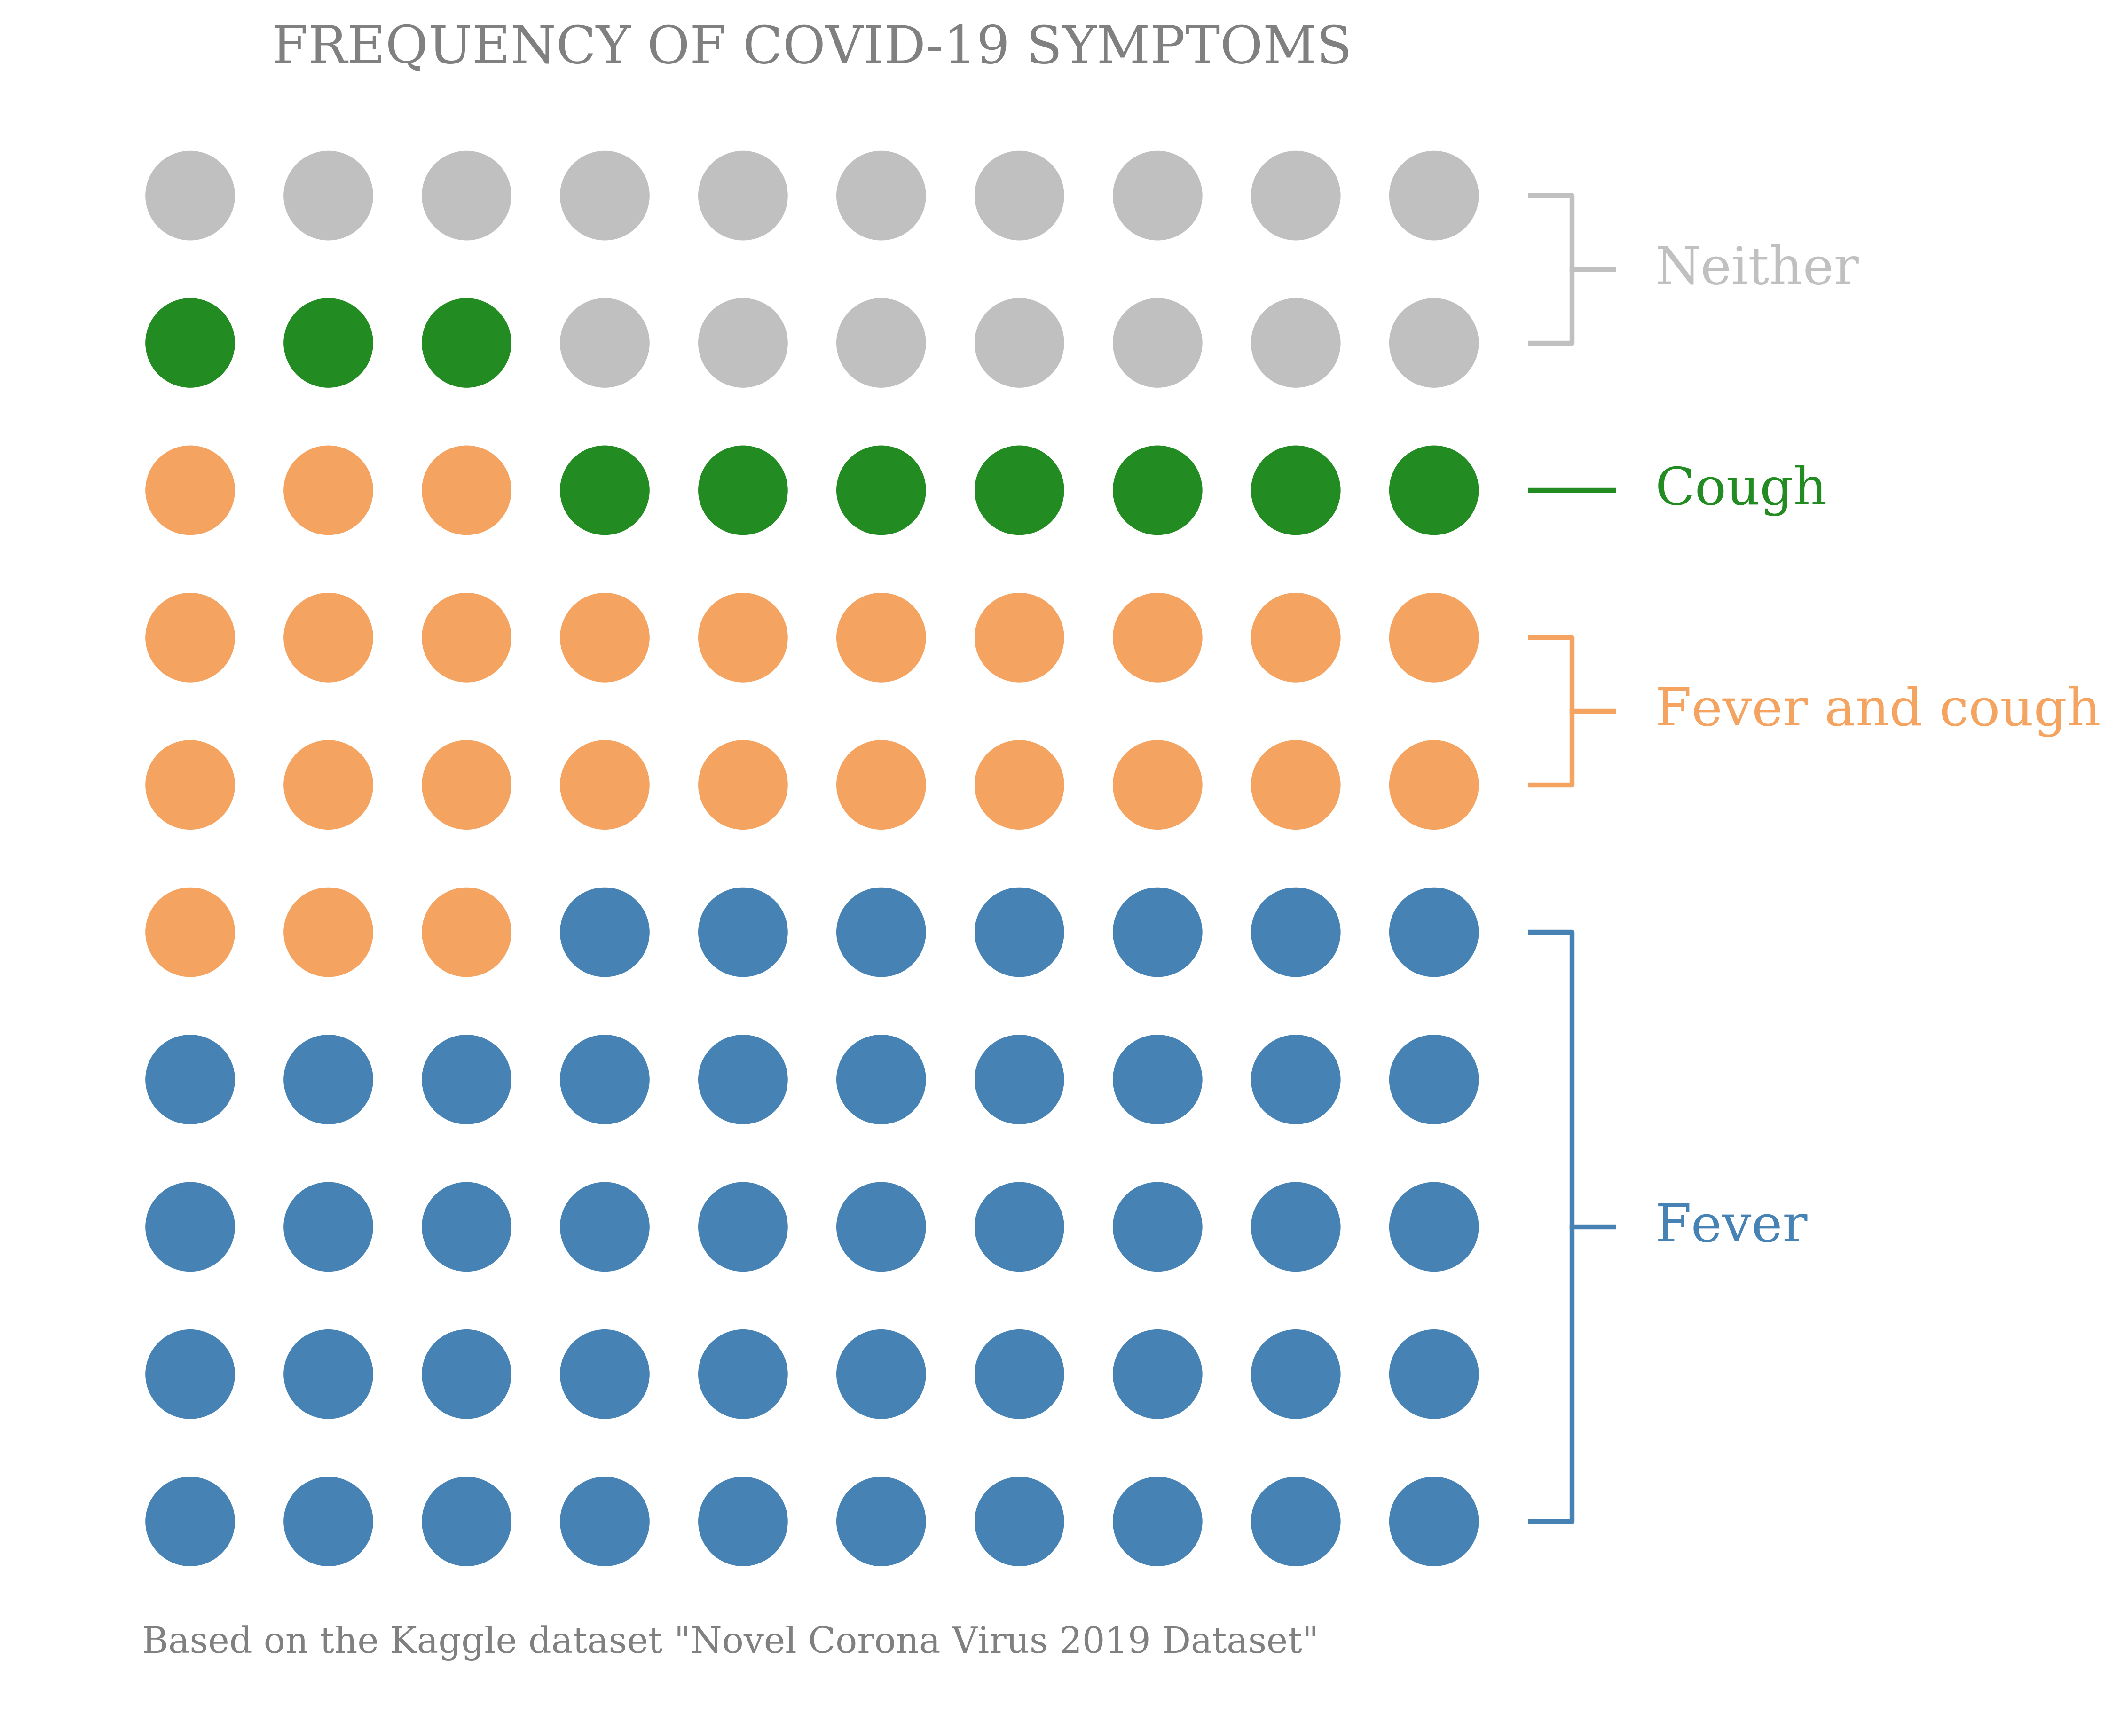 FREQUENCY OF COVID-19 SYMPTOMS
Neither
Cough
Fever and cough
Fever
Based on the Kaggle dataset "Novel Corona Virus 2019 Dataset"